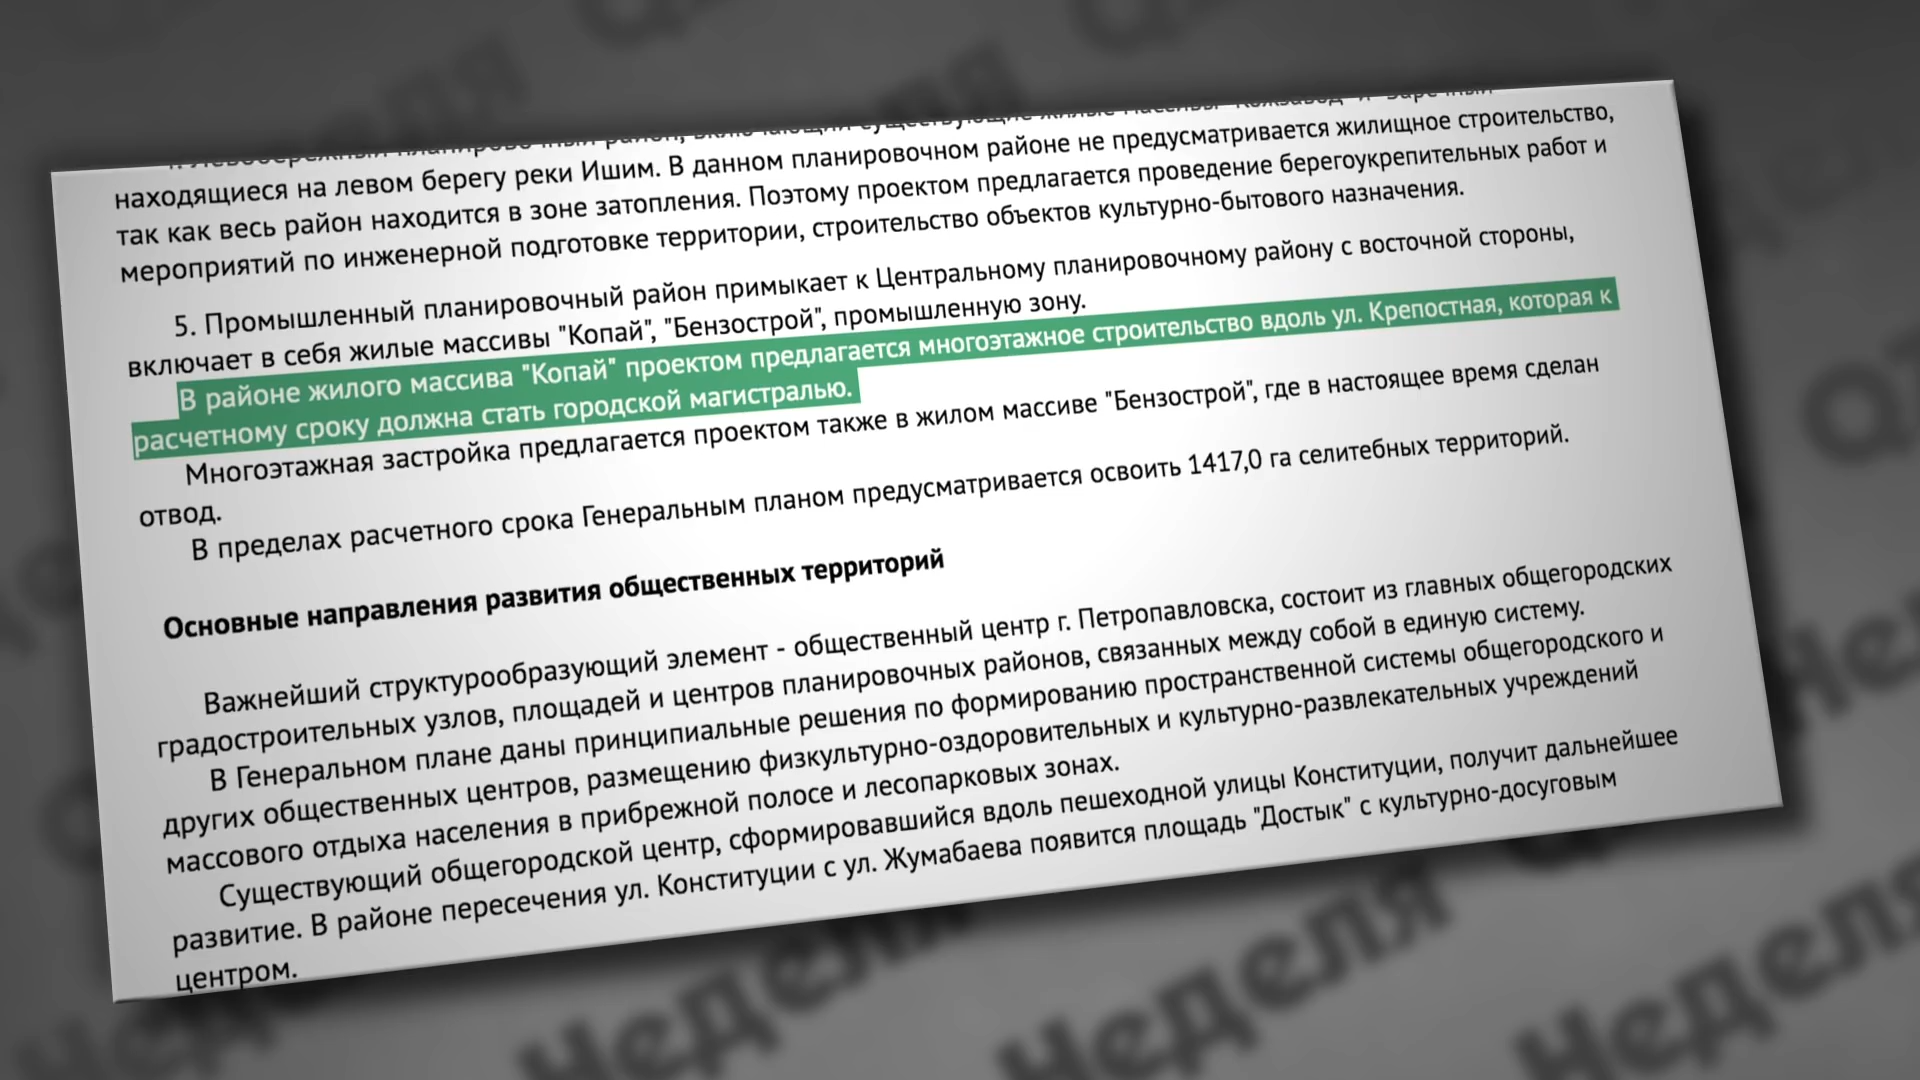 находящиеся на левом берегу реки Ишим. В данном планировочном районе не предусматривается жилищное строительство,
так как весь район находится в зоне затопления. Поэтому проектом предлагается проведение берегоукрепительных работ и
мероприятий по инженерной подготовке территории, строительство объектов культурно-бытового назначения.
5. Промышленный планировочный район примыкает к Центральному планировочному району с восточной стороны,
включает в себя жилые массивы "Копай", "Бензострой", промышленную зону.
В районе жилого массива "Копай" проектом предлагается многоэтажное строительство вдоль ул. Крепостная, которая к
расчетному сроку должна стать городской магистралью.
Многоэтажная застройка предлагается проектом также в жилом массиве "Бензострой", где в настоящее время сделан
отвод.
В пределах расчетного срока Генеральным планом предусматривается освоить 1417,0 га селитебных территорий.
Основные направления развития общественных территорий
Важнейший структурообразующий элемент - общественный центр г. Петропавловска, состоит из главных общегородских
градостроительных узлов, площадей и центров планировочных районов, связанных между собой в единую систему.
В Генеральном плане даны принципиальные решения по формированию пространственной системы общегородского и
других общественных центров, размещению физкультурно-оздоровительных и культурно-развлекательных учреждений
массового отдыха населения в прибрежной полосе и лесопарковых зонах.
Существующий общегородской центр, сформировавшийся вдоль пешеходной улицы Конституции, получит дальнейшее
развитие. В районе пересечения ул. Конституции с ул. Жумабаева появится площадь "Достык" с культурно-досуговым
центром.
неделя
неделя
неделя